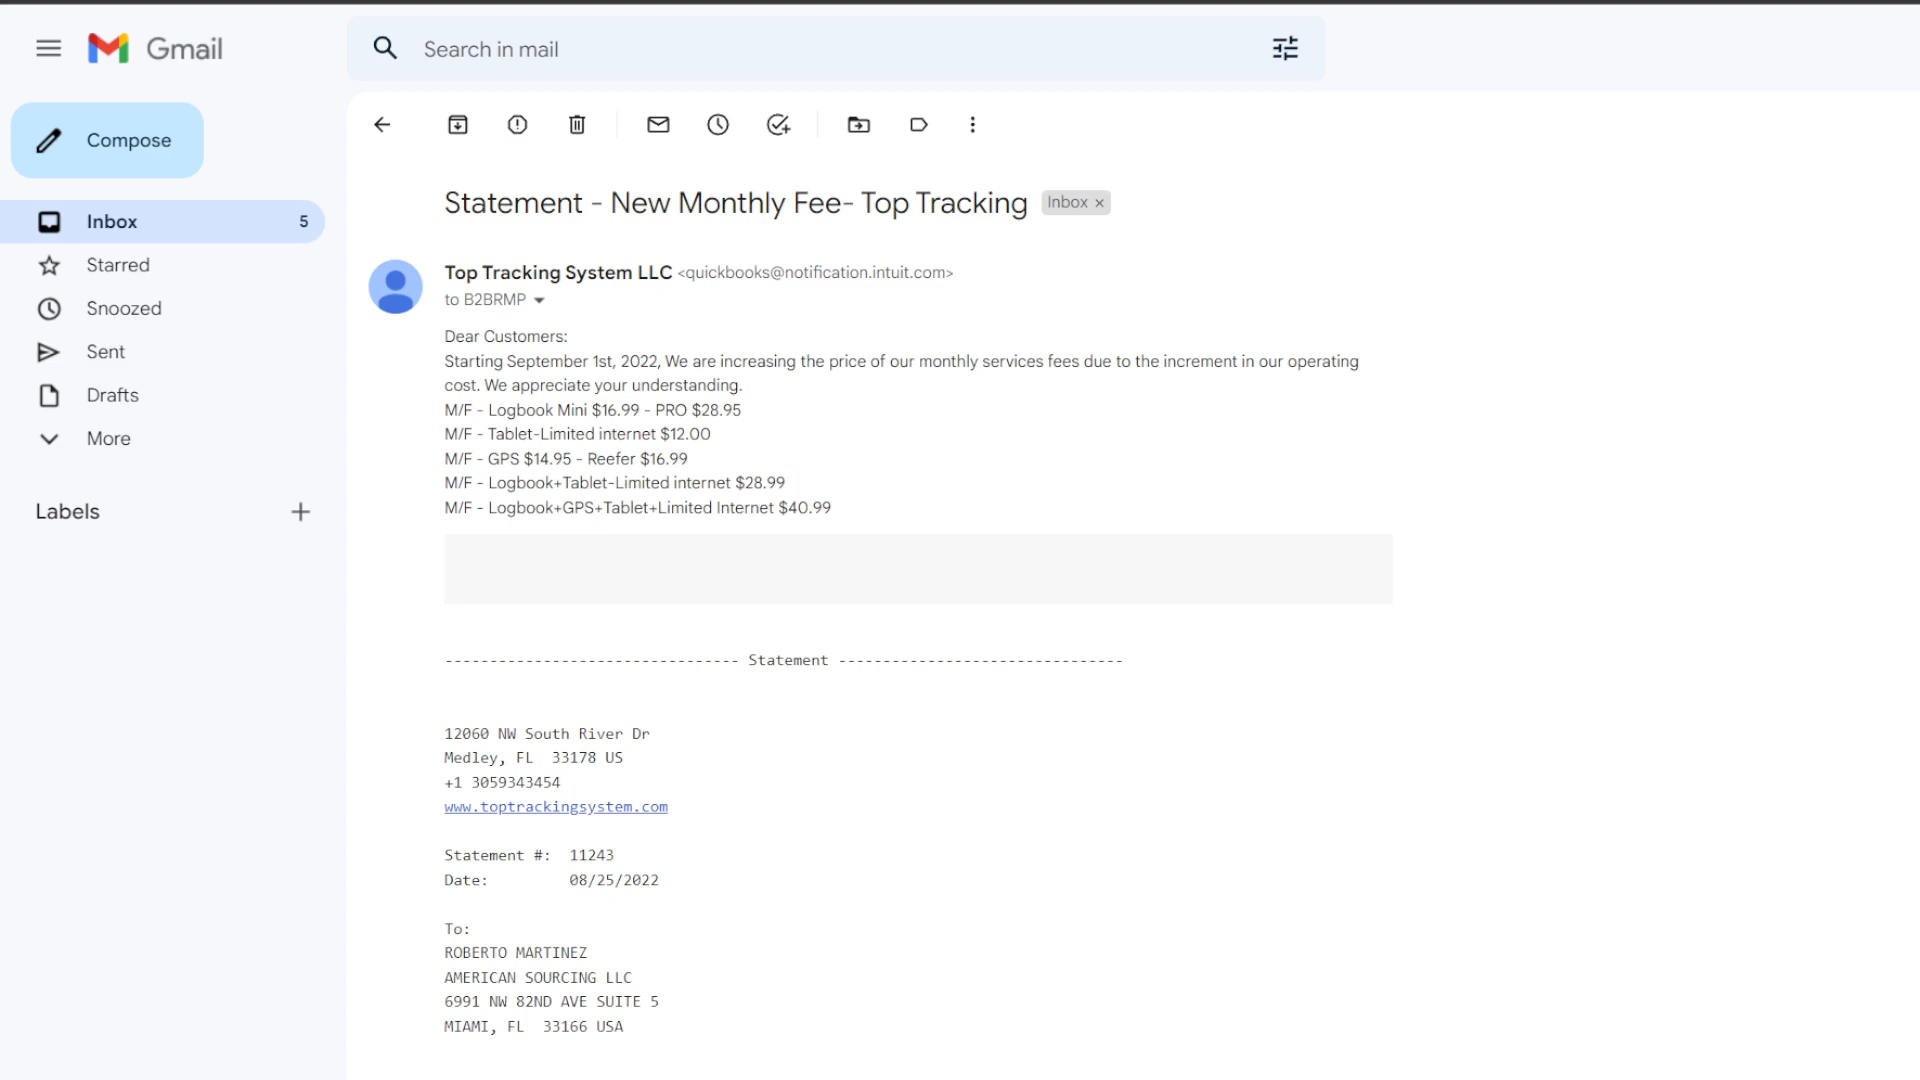 Gmail
Search in mail
Compose
Inbox 5
Starred
Snoozed
Sent
Drafts
More
Labels
Statement - New Monthly Fee- Top Tracking Inbox ×
Top Tracking System LLC <quickbooks@notification.intuit.com>
to B2BRMP
Dear Customers:
Starting September 1st, 2022, We are increasing the price of our monthly services fees due to the increment in our operating
cost. We appreciate your understanding.
M/F - Logbook Mini $16.99 - PRO $28.95
M/F - Tablet-Limited internet $12.00
M/F - GPS $14.95 - Reefer $16.99
M/F - Logbook+Tablet-Limited internet $28.99
M/F - Logbook+GPS+Tablet+Limited Internet $40.99
--------------------------------- Statement --------------------------------
12060 NW South River Dr
Medley, FL  33178 US
+1 3059343454
www.toptrackingsystem.com
Statement #:  11243
Date:         08/25/2022
To:
ROBERTO MARTINEZ
AMERICAN SOURCING LLC
6991 NW 82ND AVE SUITE 5
MIAMI, FL  33166 USA